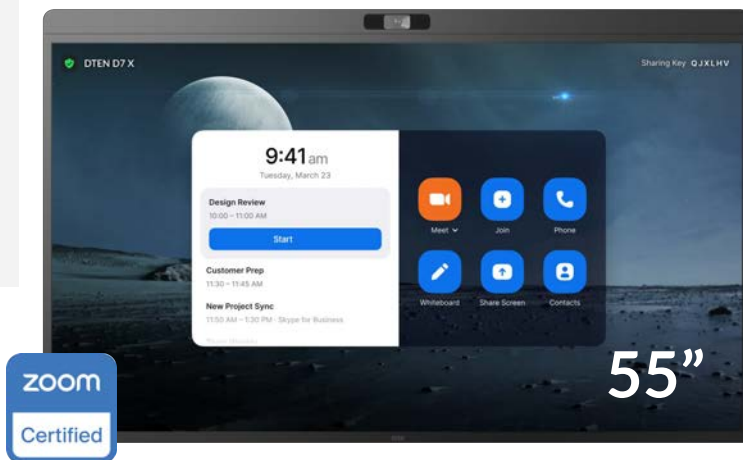 DTEN D7 X
Sharing Key QJXLHV
9:41 am
Tuesday, March 23
Design Review
10:00 – 11:00 AM
Start
Customer Prep
11:30 – 11:45 AM
New Project Sync
11:50 AM – 1:30 PM · Skype for Business
Meet
Join
Phone
Whiteboard
Share Screen
Contacts
55”
zoom
Certified